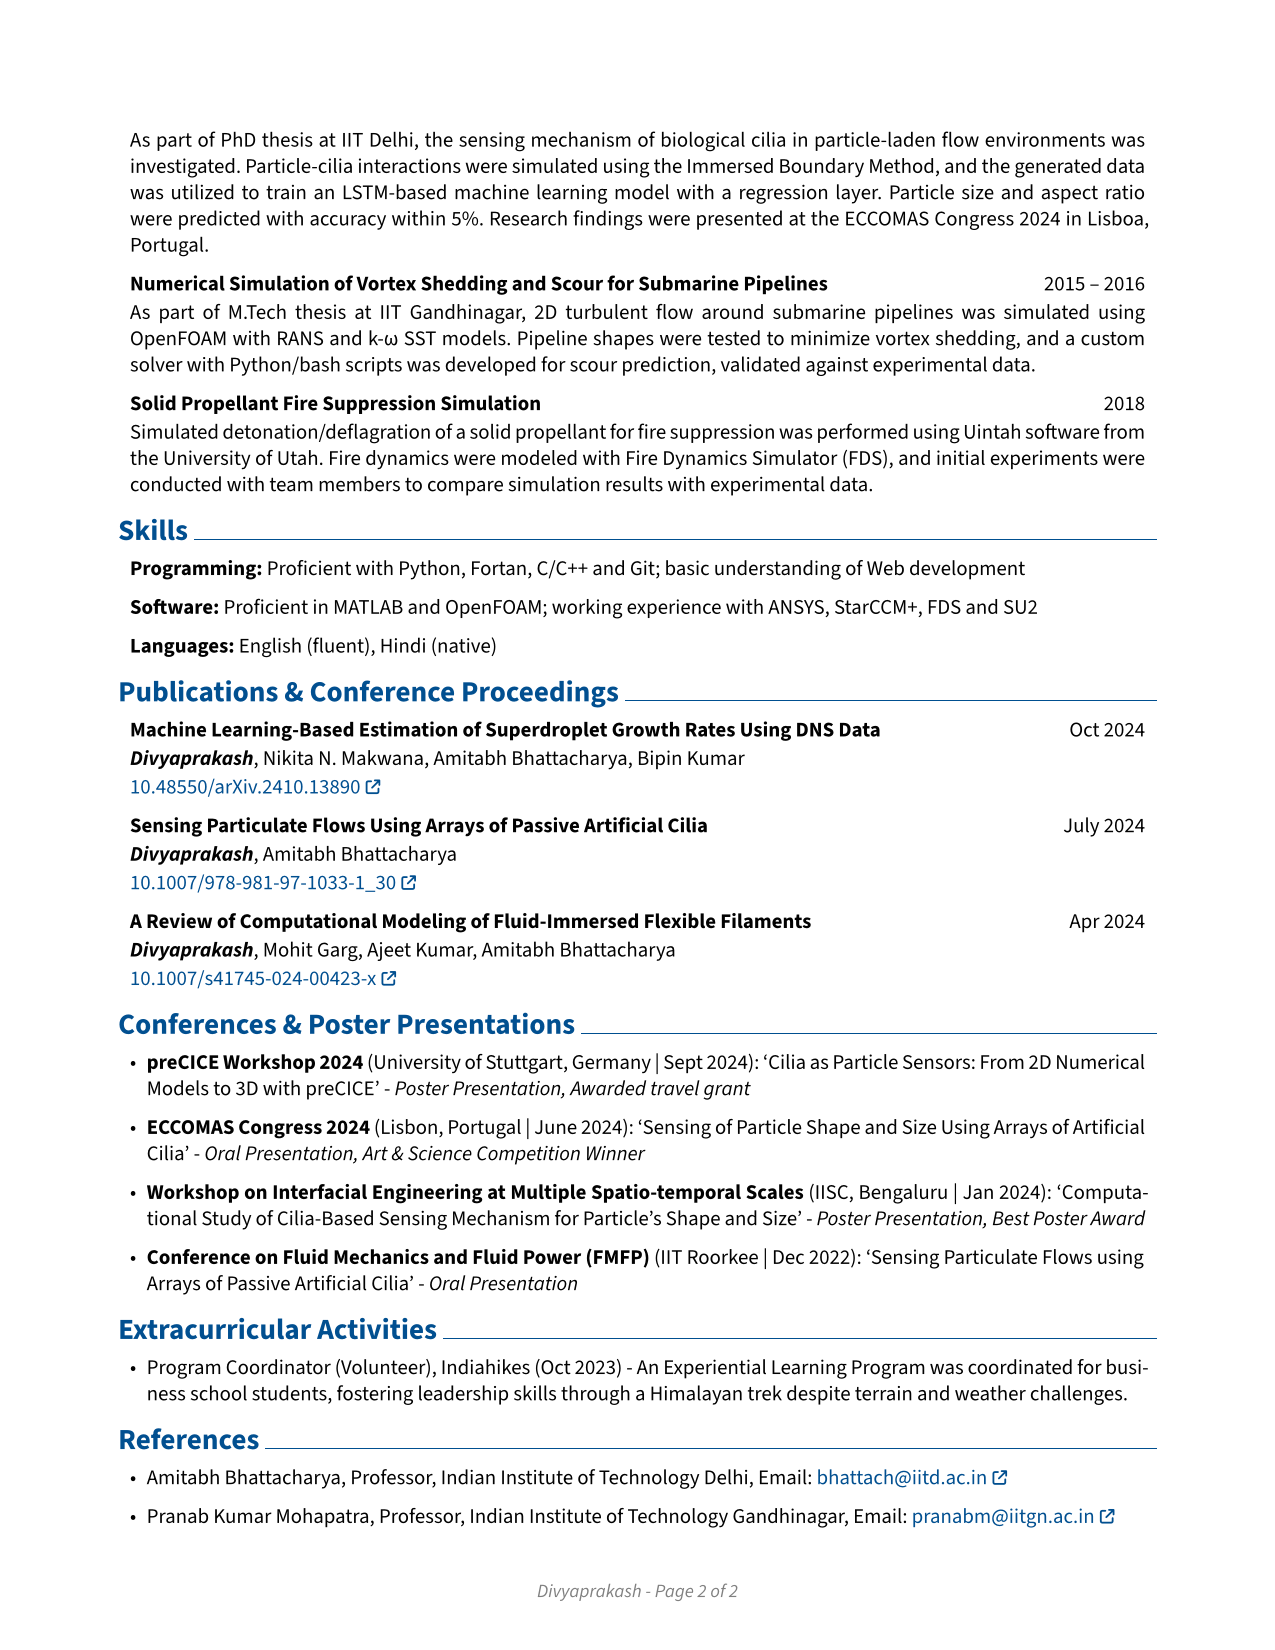 As part of PhD thesis at IIT Delhi, the sensing mechanism of biological cilia in particle-laden flow environments was
investigated. Particle-cilia interactions were simulated using the Immersed Boundary Method, and the generated data
was utilized to train an LSTM-based machine learning model with a regression layer. Particle size and aspect ratio
were predicted with accuracy within 5%. Research findings were presented at the ECCOMAS Congress 2024 in Lisboa,
Portugal.
Numerical Simulation of Vortex Shedding and Scour for Submarine Pipelines 2015 – 2016
As part of M.Tech thesis at IIT Gandhinagar, 2D turbulent flow around submarine pipelines was simulated using
OpenFOAM with RANS and k-ω SST models. Pipeline shapes were tested to minimize vortex shedding, and a custom
solver with Python/bash scripts was developed for scour prediction, validated against experimental data.
Solid Propellant Fire Suppression Simulation 2018
Simulated detonation/deflagration of a solid propellant for fire suppression was performed using Uintah software from
the University of Utah. Fire dynamics were modeled with Fire Dynamics Simulator (FDS), and initial experiments were
conducted with team members to compare simulation results with experimental data.
Skills
Programming: Proficient with Python, Fortan, C/C++ and Git; basic understanding of Web development
Software: Proficient in MATLAB and OpenFOAM; working experience with ANSYS, StarCCM+, FDS and SU2
Languages: English (fluent), Hindi (native)
Publications & Conference Proceedings
Machine Learning-Based Estimation of Superdroplet Growth Rates Using DNS Data Oct 2024
Divyaprakash, Nikita N. Makwana, Amitabh Bhattacharya, Bipin Kumar
10.48550/arXiv.2410.13890
Sensing Particulate Flows Using Arrays of Passive Artificial Cilia July 2024
Divyaprakash, Amitabh Bhattacharya
10.1007/978-981-97-1033-1_30
A Review of Computational Modeling of Fluid-Immersed Flexible Filaments Apr 2024
Divyaprakash, Mohit Garg, Ajeet Kumar, Amitabh Bhattacharya
10.1007/s41745-024-00423-x
Conferences & Poster Presentations
• preCICE Workshop 2024 (University of Stuttgart, Germany | Sept 2024): ‘Cilia as Particle Sensors: From 2D Numerical
Models to 3D with preCICE’ - Poster Presentation, Awarded travel grant
• ECCOMAS Congress 2024 (Lisbon, Portugal | June 2024): ‘Sensing of Particle Shape and Size Using Arrays of Artificial
Cilia’ - Oral Presentation, Art & Science Competition Winner
• Workshop on Interfacial Engineering at Multiple Spatio-temporal Scales (IISC, Bengaluru | Jan 2024): ‘Computa-
tional Study of Cilia-Based Sensing Mechanism for Particle’s Shape and Size’ - Poster Presentation, Best Poster Award
• Conference on Fluid Mechanics and Fluid Power (FMFP) (IIT Roorkee | Dec 2022): ‘Sensing Particulate Flows using
Arrays of Passive Artificial Cilia’ - Oral Presentation
Extracurricular Activities
• Program Coordinator (Volunteer), Indiahikes (Oct 2023) - An Experiential Learning Program was coordinated for busi-
ness school students, fostering leadership skills through a Himalayan trek despite terrain and weather challenges.
References
• Amitabh Bhattacharya, Professor, Indian Institute of Technology Delhi, Email: bhattach@iitd.ac.in
• Pranab Kumar Mohapatra, Professor, Indian Institute of Technology Gandhinagar, Email: pranabm@iitgn.ac.in
Divyaprakash - Page 2 of 2